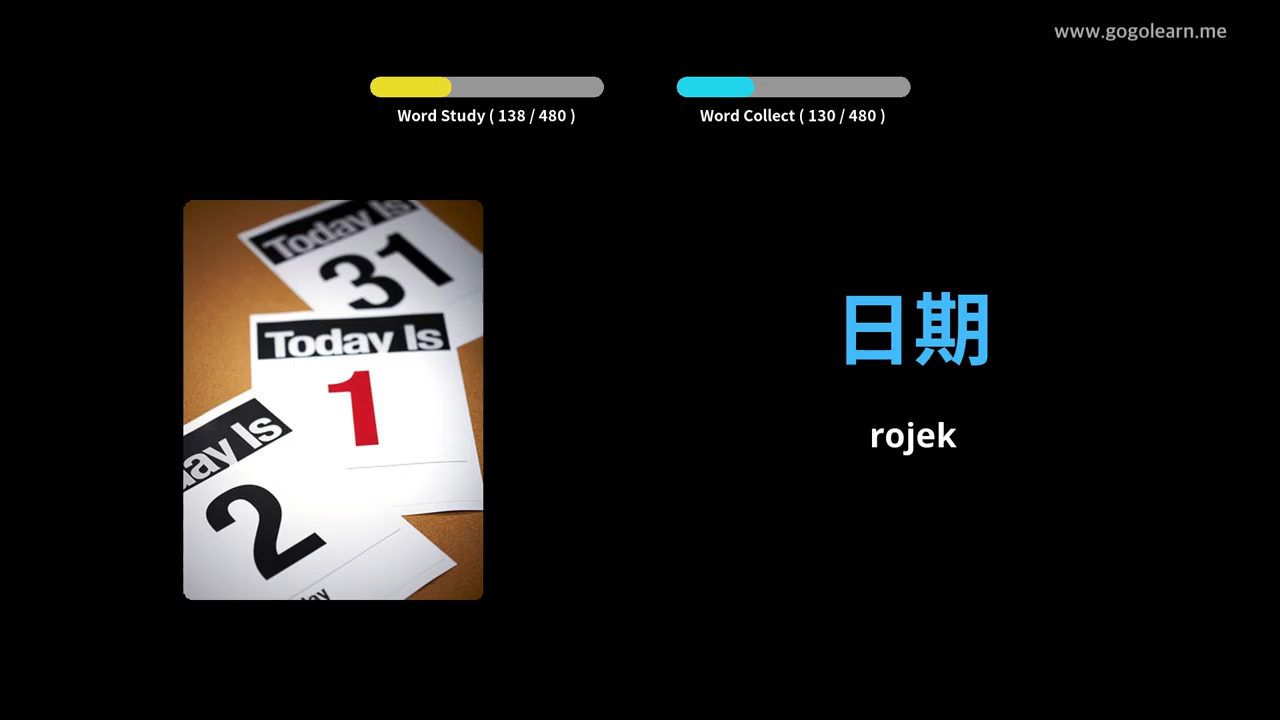 www.gogolearn.me
Word Study ( 138 / 480 )
Word Collect ( 130 / 480 )
Today Is
31
Today Is
1
ay Is
2
日期
rojek